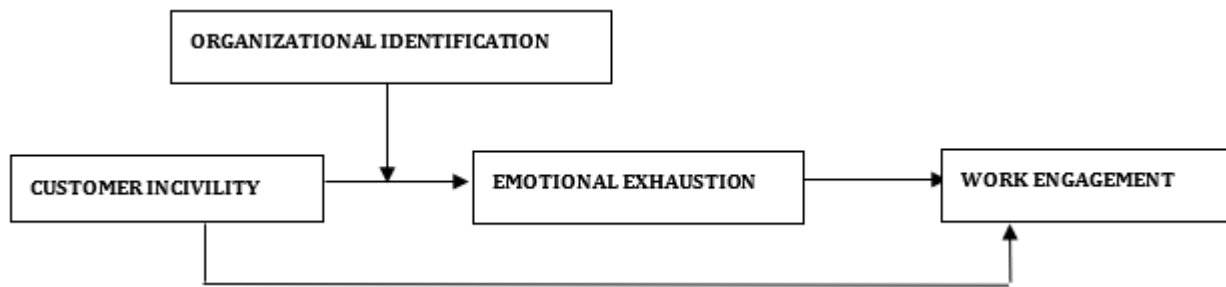 ORGANIZATIONAL IDENTIFICATION
CUSTOMER INCIVILITY
EMOTIONAL EXHAUSTION
WORK ENGAGEMENT